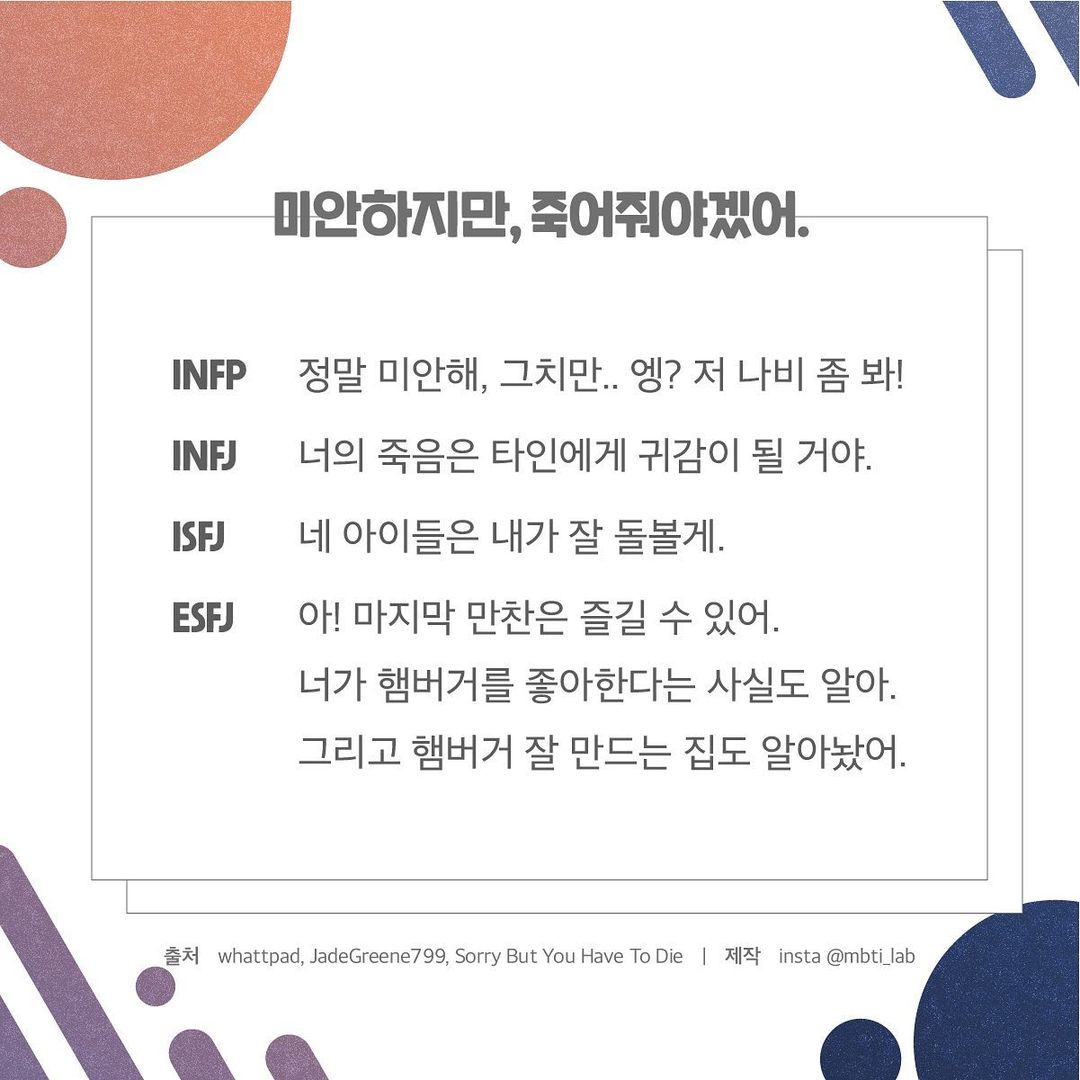 미안하지만, 죽어줘야겠어.
INFP 정말 미안해, 그치만.. 엥? 저 나비 좀 봐!
INFJ 너의 죽음은 타인에게 귀감이 될 거야.
ISFJ 네 아이들은 내가 잘 돌볼게.
ESFJ 아! 마지막 만찬은 즐길 수 있어.
너가 햄버거를 좋아한다는 사실도 알아.
그리고 햄버거 잘 만드는 집도 알아놨어.
출처 whattpad, JadeGreene799, Sorry But You Have To Die | 제작 insta @mbti_lab